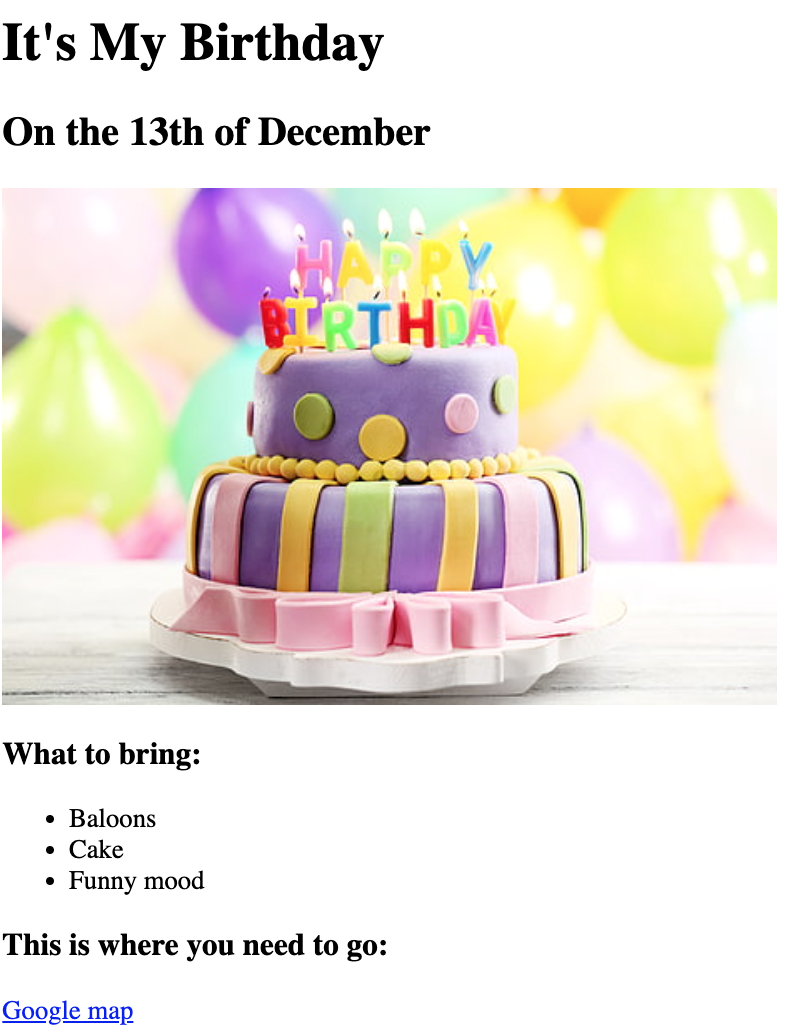 It's My Birthday
On the 13th of December
HAPPY
BIRTHDAY
What to bring:
Baloons
Cake
Funny mood
This is where you need to go:
Google map